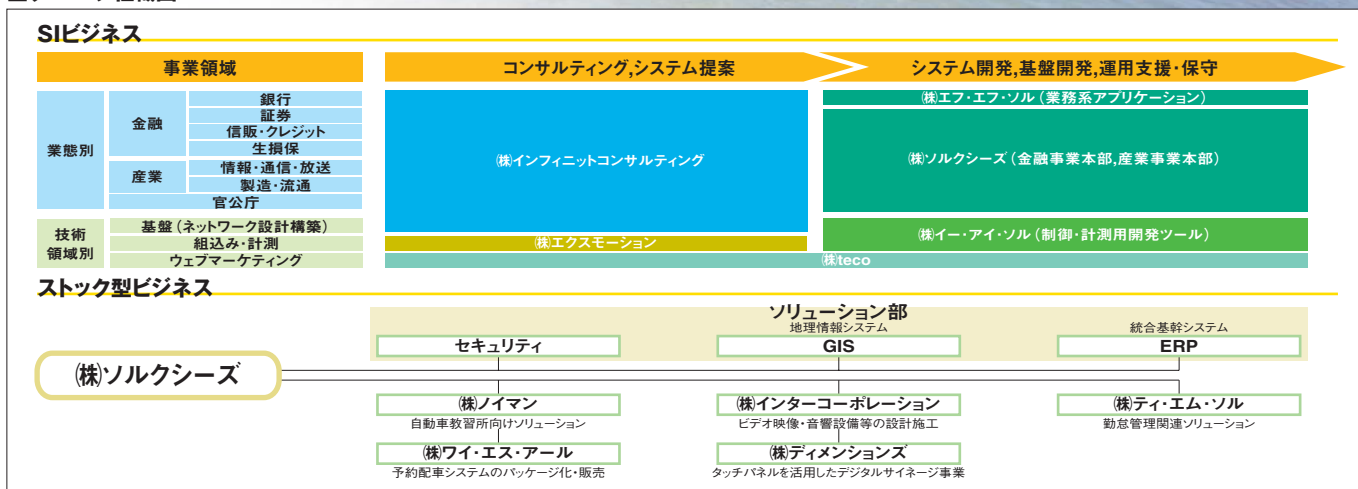 SIビジネス
事業領域
コンサルティング,システム提案
システム開発,基盤開発,運用支援・保守
業態別
金融
銀行
証券
信販・クレジット
生損保
産業
情報・通信・放送
製造・流通
官公庁
技術
領域別
基盤(ネットワーク設計構築)
組込み・計測
ウェブマーケティング
㈱インフィニットコンサルティング
㈱エクスモーション
㈱エフ・エフ・ソル(業務系アプリケーション)
㈱ソルクシーズ(金融事業本部,産業事業本部)
㈱イー・アイ・ソル(制御・計測用開発ツール)
㈱teco
ストック型ビジネス
ソリューション部
地理情報システム
統合基幹システム
セキュリティ
GIS
ERP
㈱ソルクシーズ
㈱ノイマン
自動車教習所向けソリューション
㈱インターコーポレーション
ビデオ映像・音響設備等の設計施工
㈱ティ・エム・ソル
勤怠管理関連ソリューション
㈱ワイ・エス・アール
予約配車システムのパッケージ化・販売
㈱ディメンションズ
タッチパネルを活用したデジタルサイネージ事業